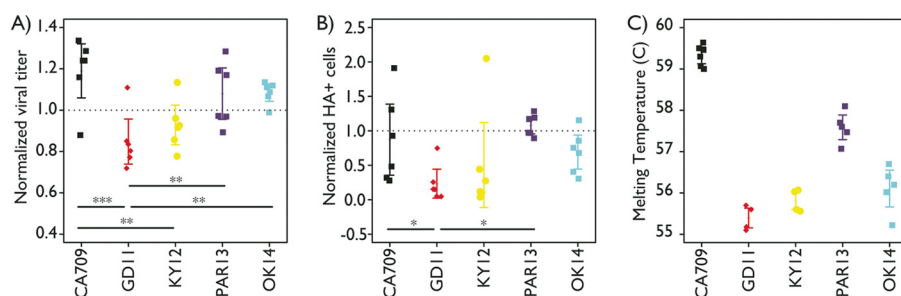 A)
Normalized viral titer
1.4
1.2
1.0
0.8
0.6
0.4
**
***
**
**
CA709
GD11
KY12
PAR13
OK14
B)
Normalized HA+ cells
2.0
1.5
1.0
0.5
0.0
-0.5
*
*
CA709
GD11
KY12
PAR13
OK14
C)
Melting Temperature (C)
60
59
58
57
56
55
CA709
GD11
KY12
PAR13
OK14